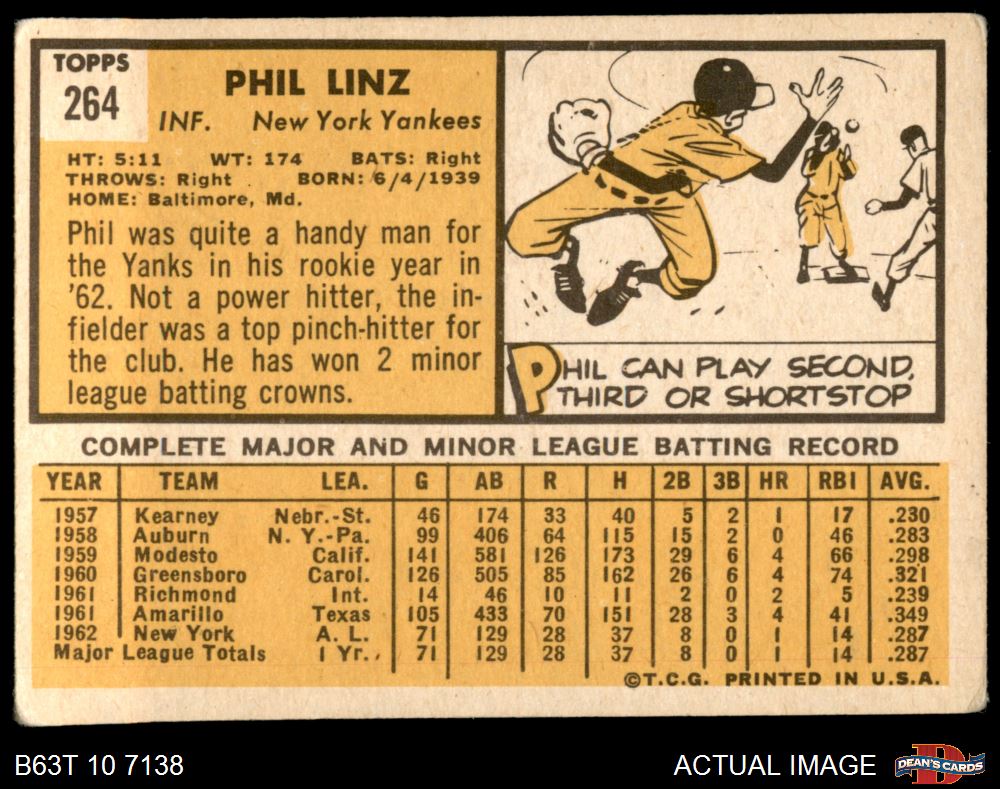 TOPPS
264
PHIL LINZ
INF. New York Yankees
HT: 5:11 WT: 174 BATS: Right
THROWS: Right BORN: 6/4/1939
HOME: Baltimore, Md.
Phil was quite a handy man for
the Yanks in his rookie year in
'62. Not a power hitter, the in-
fielder was a top pinch-hitter for
the club. He has won 2 minor
league batting crowns.
PHIL CAN PLAY SECOND,
THIRD OR SHORTSTOP
COMPLETE MAJOR AND MINOR LEAGUE BATTING RECORD
YEAR TEAM LEA. G AB R H 2B 3B HR RBI AVG.
1957 Kearney Nebr.-St. 46 174 33 40 5 2 1 17 .230
1958 Auburn N. Y.-Pa. 99 406 64 115 15 2 0 46 .283
1959 Modesto Calif. 141 581 126 173 29 6 4 66 .298
1960 Greensboro Carol. 126 505 85 162 26 6 4 74 .321
1961 Richmond Int. 14 46 10 11 2 0 2 5 .239
1961 Amarillo Texas 105 433 70 151 28 3 4 41 .349
1962 New York A. L. 71 129 28 37 8 0 1 14 .287
Major League Totals 1 Yr. 71 129 28 37 8 0 1 14 .287
©T.C.G. PRINTED IN U.S.A.
B63T 10 7138
ACTUAL IMAGE
D
DEAN'S CARDS